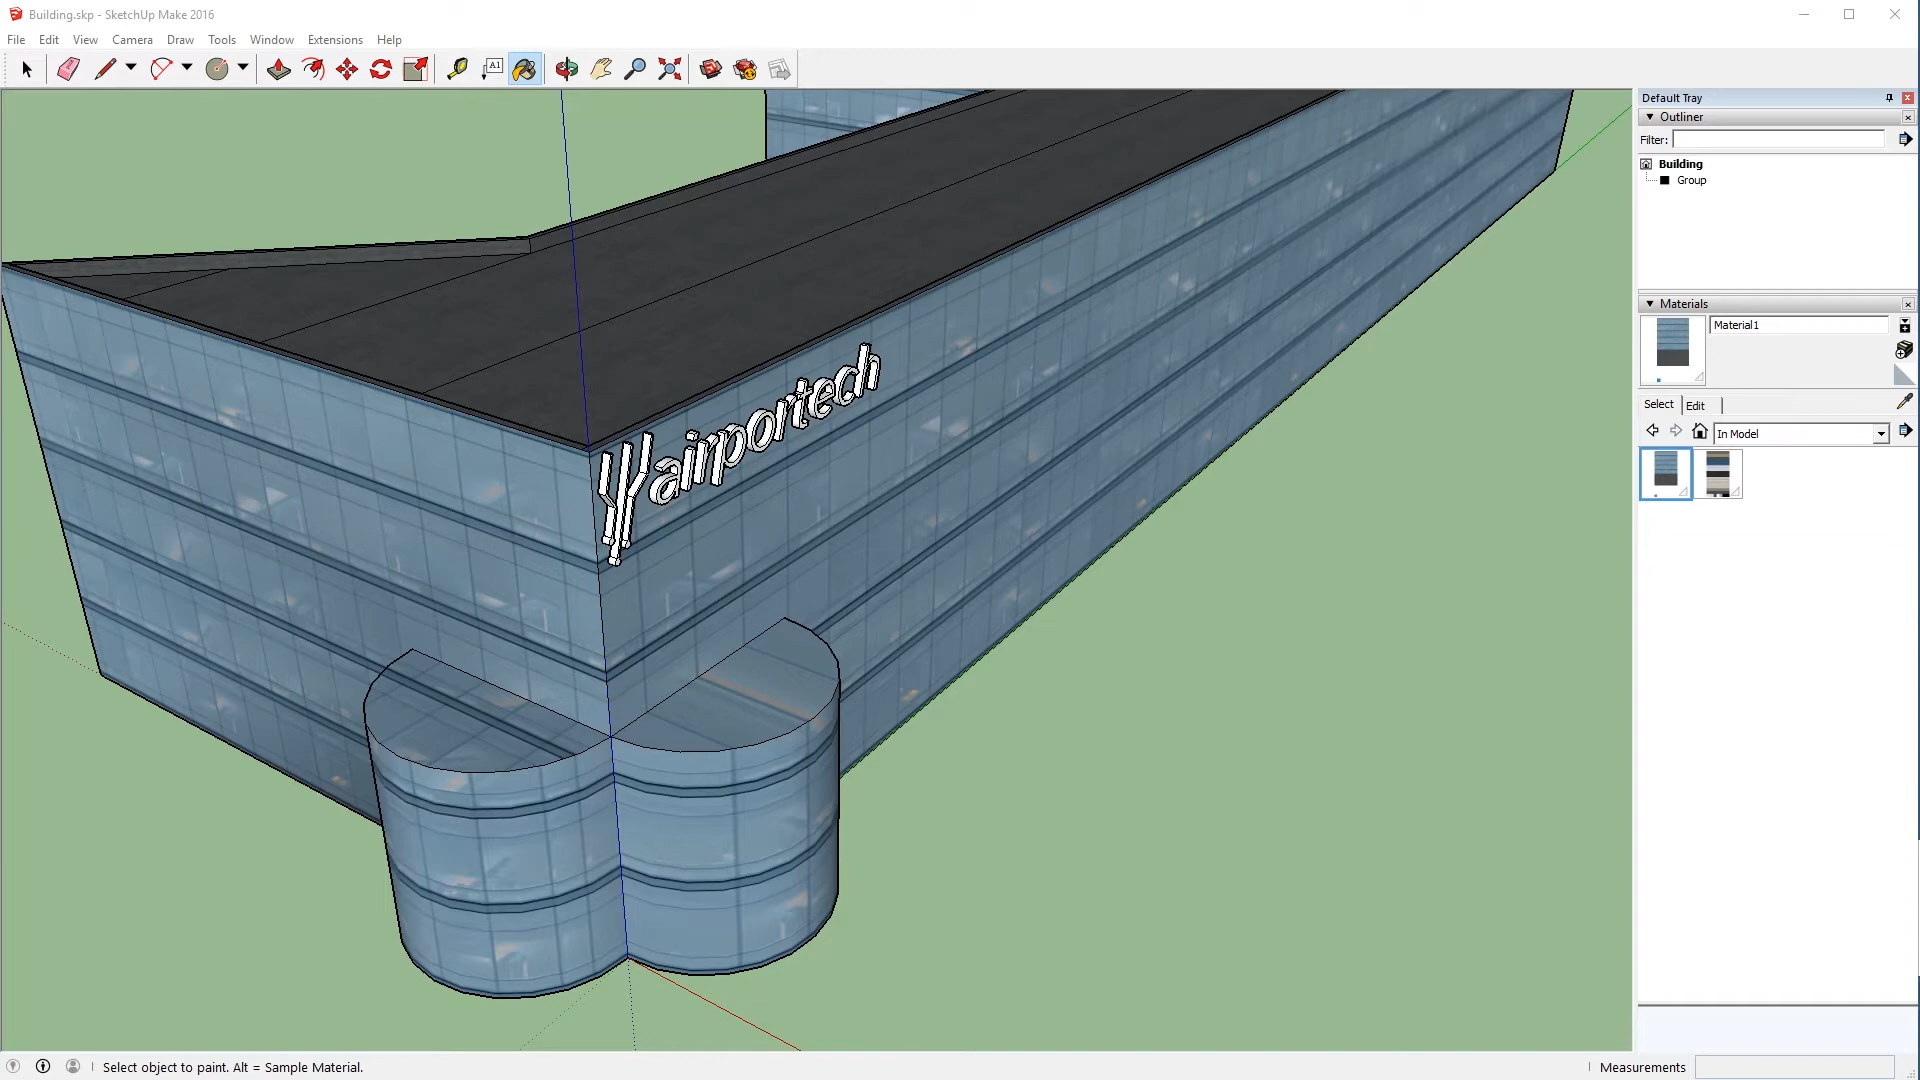 Building.skp - SketchUp Make 2016
File Edit View Camera Draw Tools Window Extensions Help
A1
Default Tray
Outliner
Filter:
Building
Group
Materials
Material1
Select Edit
In Model
airportech
Select object to paint. Alt = Sample Material.
Measurements